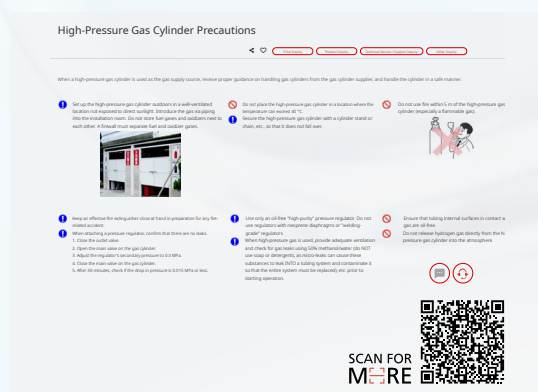 High-Pressure Gas Cylinder Precautions
Price Inquiry
Product Inquiry
Technical Service / Support Inquiry
Other Inquiry
When a high-pressure gas cylinder is used as the gas supply source, receive proper guidance on handling gas cylinders from the gas cylinder supplier, and handle the cylinder in a safe manner.
Set up the high-pressure gas cylinder outdoors in a well-ventilated
location not exposed to direct sunlight. Introduce the gas via piping
into the installation room. Do not store fuel gases and oxidizers next to
each other. A firewall must separate fuel and oxidizer gases.
Do not place the high-pressure gas cylinder in a location where the
temperature can exceed 40 °C.
Secure the high-pressure gas cylinder with a cylinder stand or
chain, etc., so that it does not fall over.
Do not use fire within 5 m of the high-pressure gas
cylinder (especially a flammable gas).
Keep an effective fire extinguisher close at hand in preparation for any fire-
related accident.
When attaching a pressure regulator, confirm that there are no leaks.
1. Close the outlet valve.
2. Open the main valve on the gas cylinder.
3. Adjust the regulator's secondary pressure to 0.5 MPa.
4. Close the main valve on the gas cylinder.
5. After 30 minutes, check if the drop in pressure is 0.015 MPa or less.
Use only an oil-free "high-purity" pressure regulator. Do not
use regulators with neoprene diaphragms or "welding-
grade" regulators.
When high-pressure gas is used, provide adequate ventilation
and check for gas leaks using 50% methanol/water (do NOT
use soap or detergents, as micro-leaks can cause these
substances to leak INTO a tubing system and contaminate it
so that the entire system must be replaced), etc. prior to
starting operation.
Ensure that tubing internal surfaces in contact w
gas are oil-free.
Do not release hydrogen gas directly from the hi
pressure gas cylinder into the atmosphere.
SCAN FOR
MORE